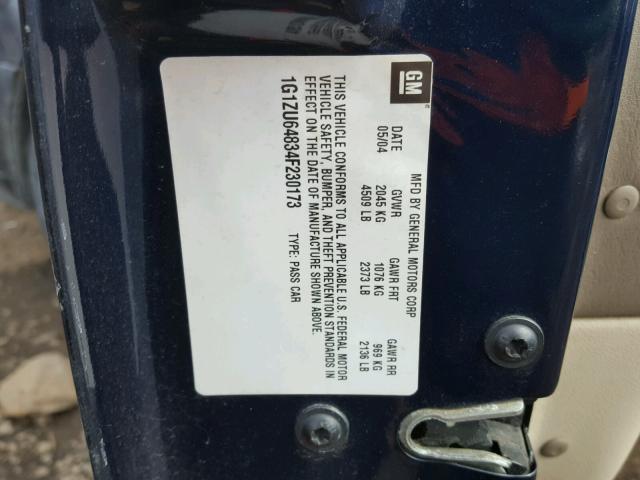 GM
MFD BY GENERAL MOTORS CORP
DATE GVWR GAWR FRT GAWR RR
05/04 2045 KG 1076 KG 969 KG
4509 LB 2373 LB 2136 LB
THIS VEHICLE CONFORMS TO ALL APPLICABLE U.S. FEDERAL MOTOR
VEHICLE SAFETY, BUMPER, AND THEFT PREVENTION STANDARDS IN
EFFECT ON THE DATE OF MANUFACTURE SHOWN ABOVE.
1G1ZU64834F230173 TYPE: PASS CAR